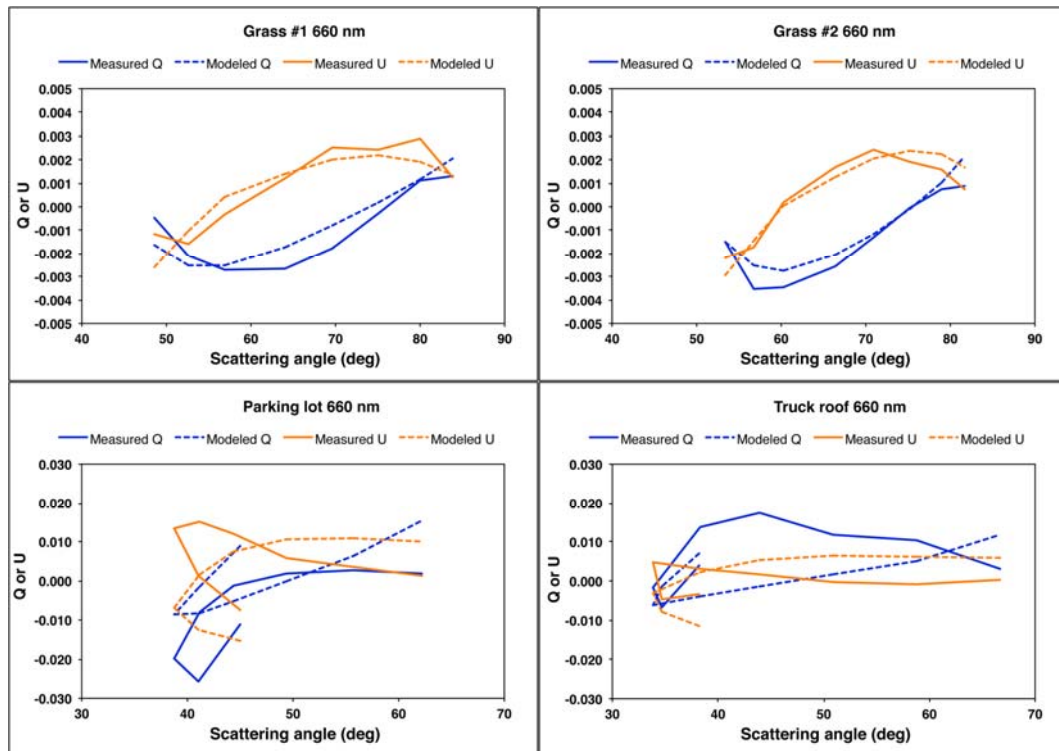 Grass #1 660 nm
Measured Q Modeled Q Measured U Modeled U
0.005
0.004
0.003
0.002
0.001
0.000
-0.001
-0.002
-0.003
-0.004
-0.005
Q or U
40 50 60 70 80 90
Scattering angle (deg)
Grass #2 660 nm
Measured Q Modeled Q Measured U Modeled U
0.005
0.004
0.003
0.002
0.001
0.000
-0.001
-0.002
-0.003
-0.004
-0.005
Q or U
40 50 60 70 80 90
Scattering angle (deg)
Parking lot 660 nm
Measured Q Modeled Q Measured U Modeled U
0.030
0.020
0.010
0.000
-0.010
-0.020
-0.030
Q or U
30 40 50 60 70
Scattering angle (deg)
Truck roof 660 nm
Measured Q Modeled Q Measured U Modeled U
0.030
0.020
0.010
0.000
-0.010
-0.020
-0.030
Q or U
30 40 50 60 70
Scattering angle (deg)